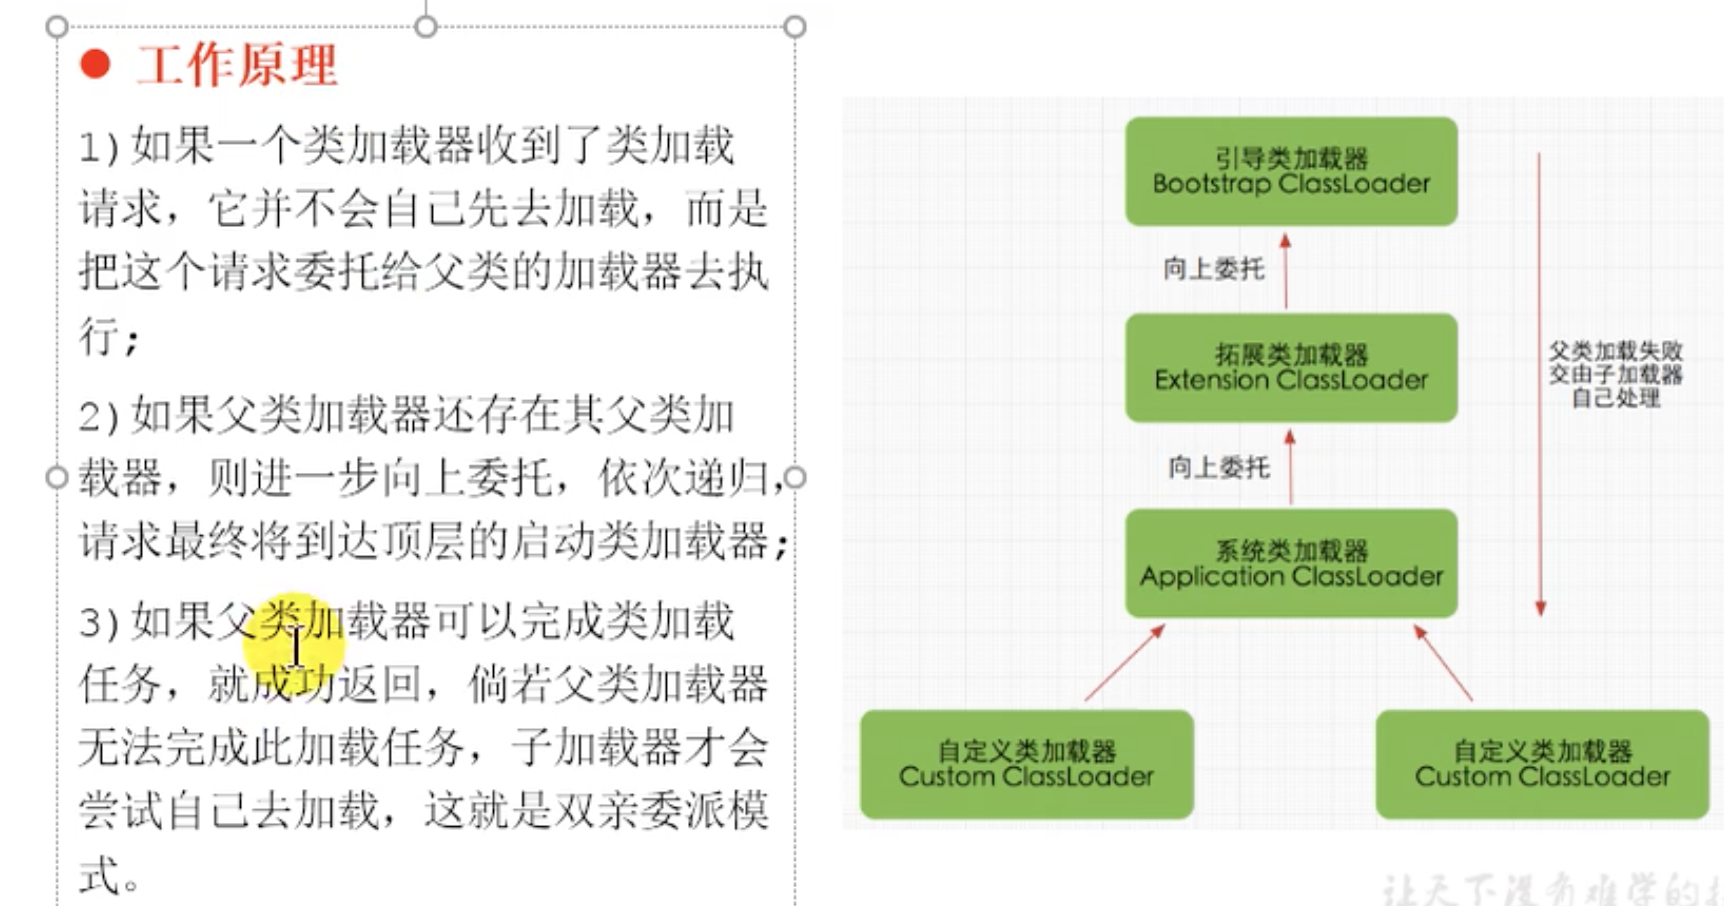 工作原理
1)如果一个类加载器收到了类加载
请求，它并不会自己先去加载，而是
把这个请求委托给父类的加载器去执
行；
2)如果父类加载器还存在其父类加
载器，则进一步向上委托，依次递归，
请求最终将到达顶层的启动类加载器；
3)如果父类加载器可以完成类加载
任务，就成功返回，倘若父类加载器
无法完成此加载任务，子加载器才会
尝试自己去加载，这就是双亲委派模
式。
引导类加载器
Bootstrap ClassLoader
向上委托
拓展类加载器
Extension ClassLoader
父类加载失败
交由子加载器
自己处理
向上委托
系统类加载器
Application ClassLoader
自定义类加载器
Custom ClassLoader
自定义类加载器
Custom ClassLoader
让天下没有难学的